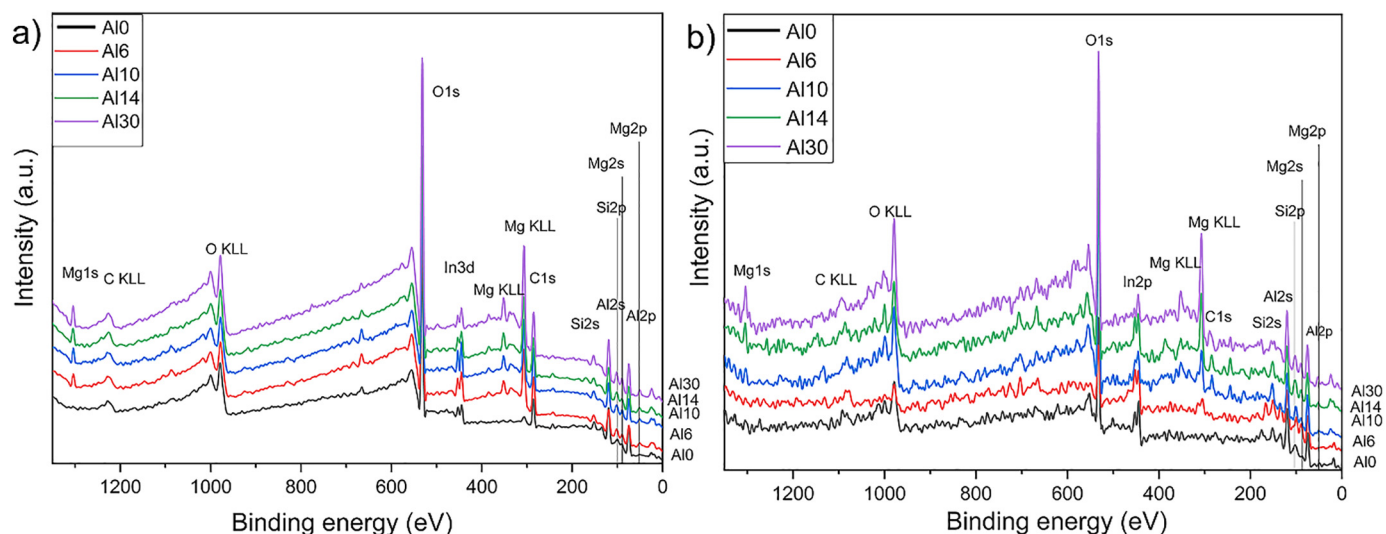 a)
Al0
Al6
Al10
Al14
Al30
Intensity (a.u.)
Mg1s
C KLL
O KLL
O1s
In3d
Mg KLL
Mg KLL
C1s
Si2s
Al2s
Si2p
Mg2s
Mg2p
Al2p
Al30
Al14
Al10
Al6
Al0
1200
1000
800
600
400
200
0
Binding energy (eV)
b)
Al0
Al6
Al10
Al14
Al30
Intensity (a.u.)
Mg1s
C KLL
O KLL
O1s
In2p
Mg KLL
Mg KLL
C1s
Si2s
Al2s
Si2p
Mg2s
Mg2p
Al2p
Al30
Al14
Al10
Al6
Al0
1200
1000
800
600
400
200
0
Binding energy (eV)